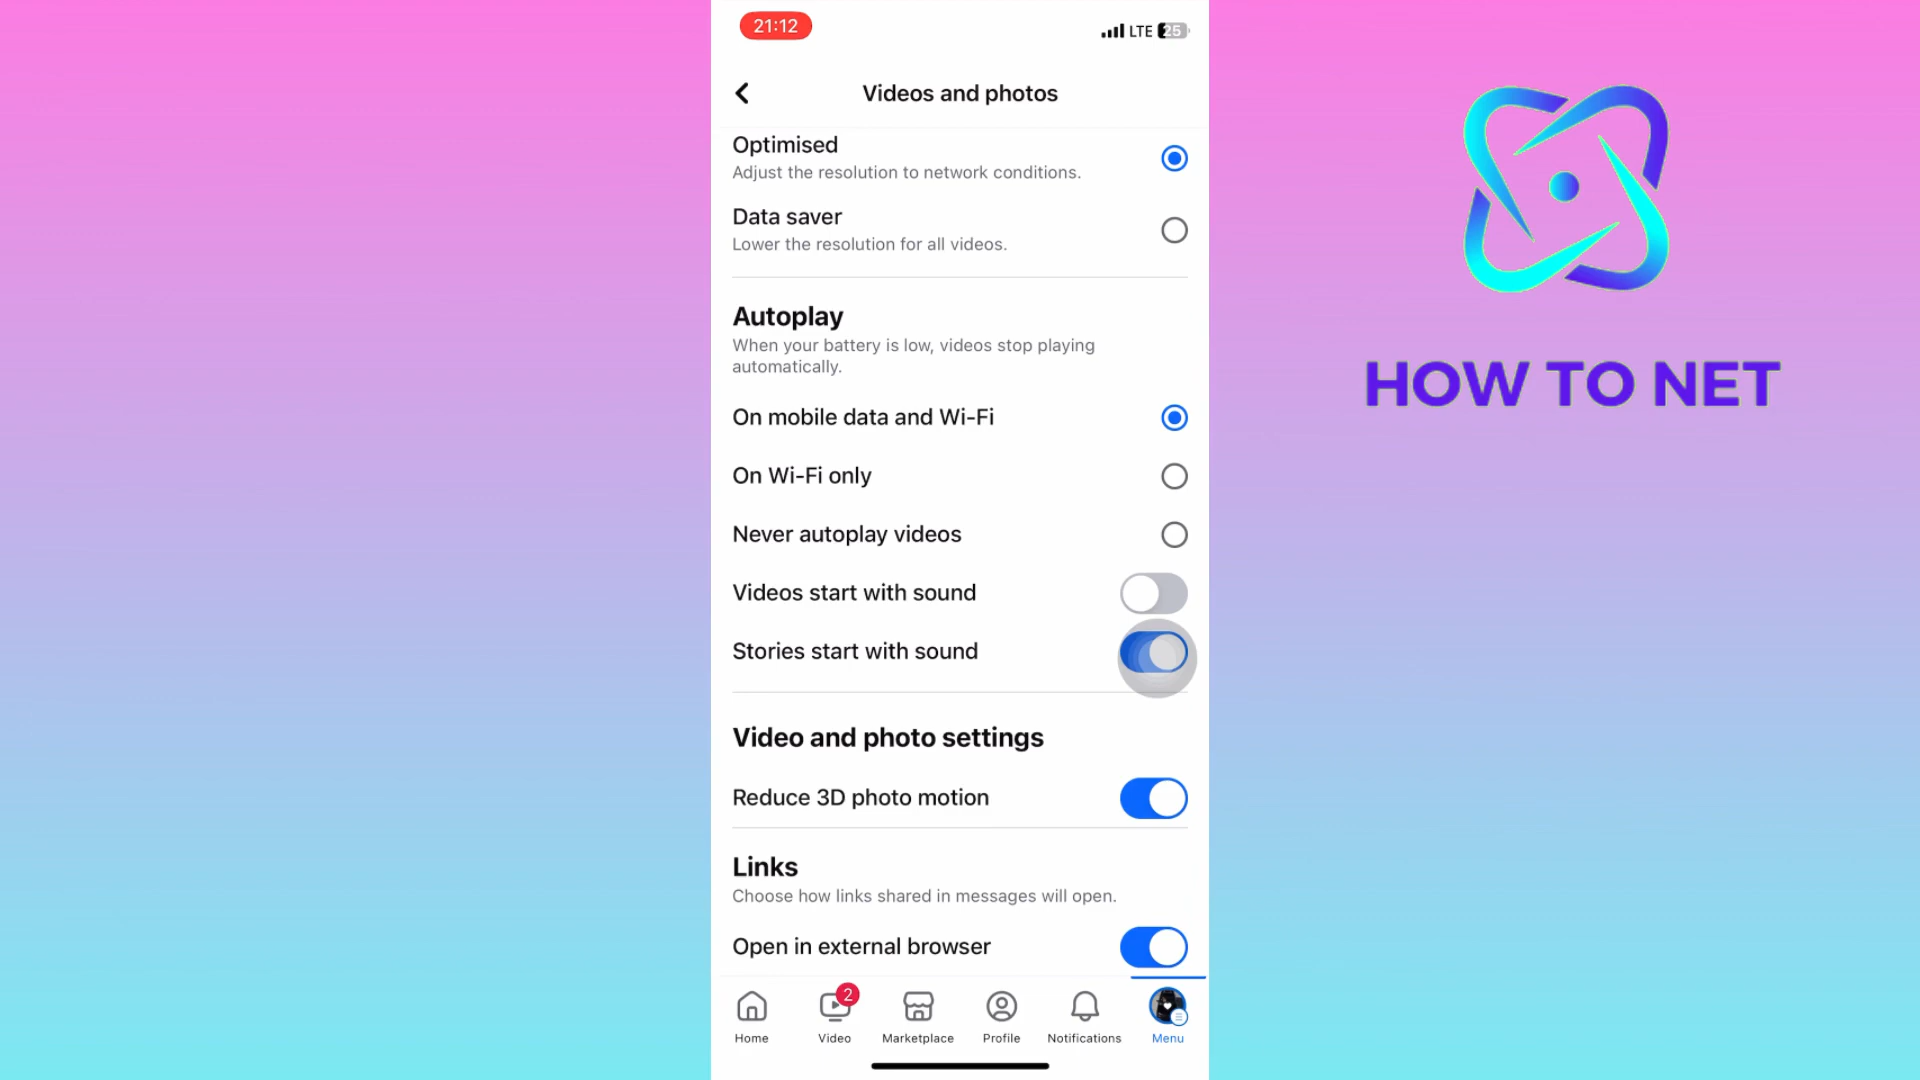 21:12
LTE 25
Videos and photos
Optimised
Adjust the resolution to network conditions.
Data saver
Lower the resolution for all videos.
Autoplay
When your battery is low, videos stop playing
automatically.
On mobile data and Wi-Fi
On Wi-Fi only
Never autoplay videos
Videos start with sound
Stories start with sound
Video and photo settings
Reduce 3D photo motion
Links
Choose how links shared in messages will open.
Open in external browser
2
Home
Video
Marketplace
Profile
Notifications
Menu
HOW TO NET